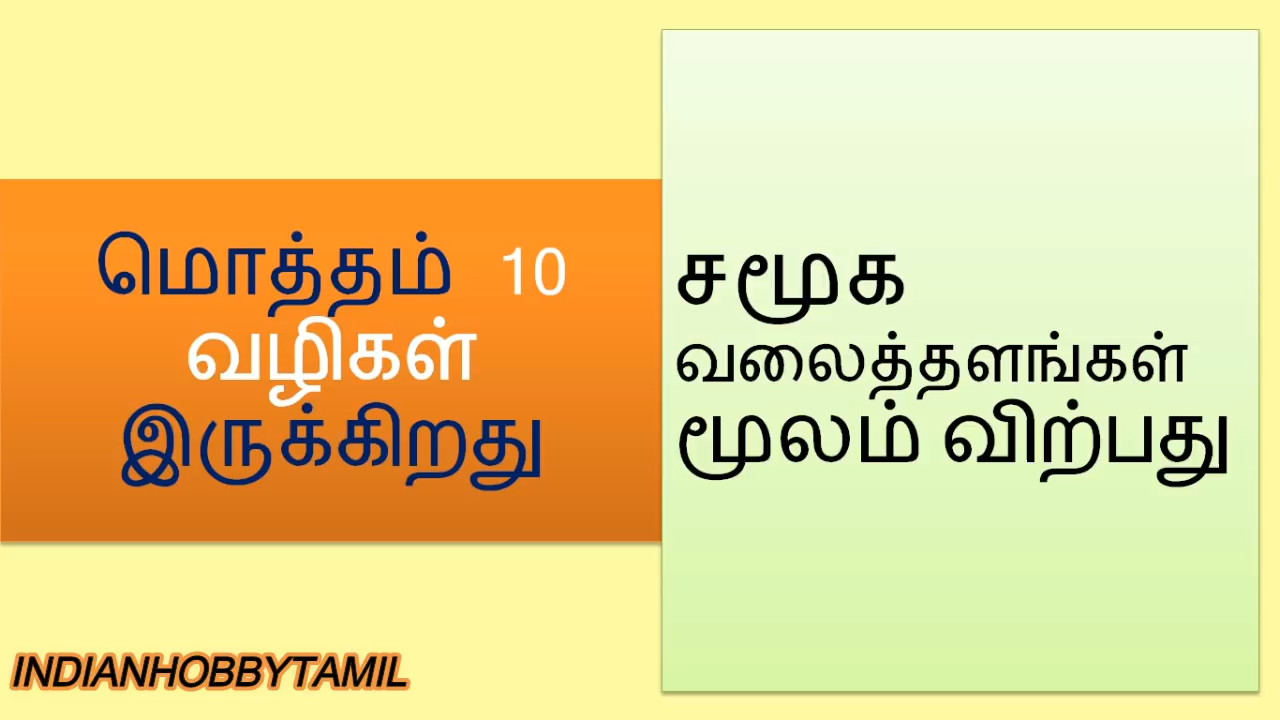 மொத்தம் 10
வழிகள்
இருக்கிறது
சமூக
வலைத்தளங்கள்
மூலம் விற்பது
INDIANHOBBYTAMIL